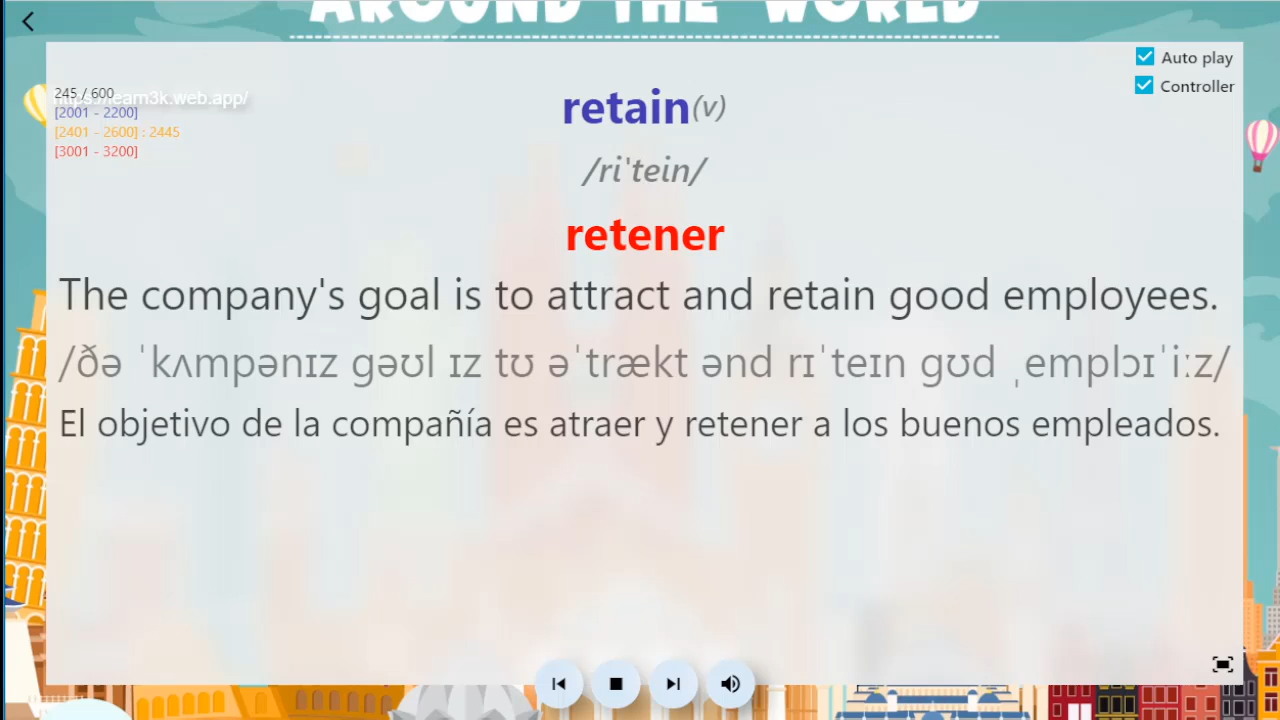 AROUND THE WORLD
Auto play
Controller
245 / 600
https://learn3k.web.app/
[2001 - 2200]
[2401 - 2600] : 2445
[3001 - 3200]
retain(v)
/ri'tein/
retener
The company's goal is to attract and retain good employees.
/ðə ˈkʌmpənɪz gəʊl ɪz tʊ əˈtrækt ənd rɪˈteɪn gʊd ˌemplɔɪˈiːz/
El objetivo de la compañía es atraer y retener a los buenos empleados.